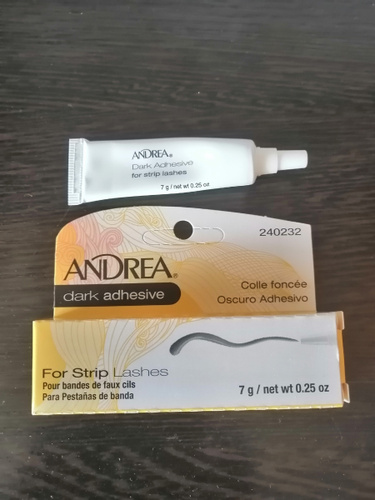 ANDREA®
Dark Adhesive
for strip lashes
7 g / net wt 0.25 oz
240232
ANDREA®
dark adhesive
Colle foncée
Oscuro Adhesivo
For Strip Lashes
Pour bandes de faux cils
Para Pestañas de banda
7 g / net wt 0.25 oz